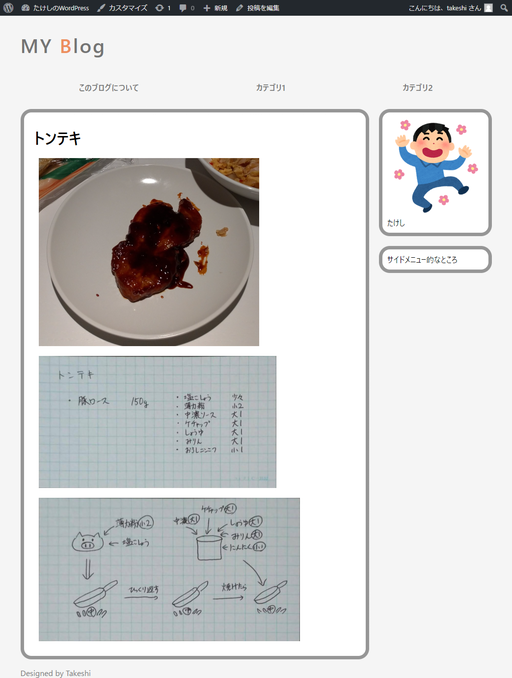 たけしのWordPress カスタマイズ 1 0 + 新規 投稿を編集 こんにちは、takeshi さん
MY Blog
このブログについて カテゴリ1 カテゴリ2
トンテキ
たけし
サイドメニュー的なところ
トンテキ
・豚ロース 150g
・塩こしょう 少々
・薄力粉 小2
・中濃ソース 大1
・ケチャップ 大1
・しょうゆ 大1
・みりん 大1
・おろしニンニク 小1
薄力粉小2
塩こしょう
ケチャップ大1
中濃大1
しょうゆ大1
みりん大1
にんにく小1
ひっくり返す
焼けたら
中
中
中
Designed by Takeshi